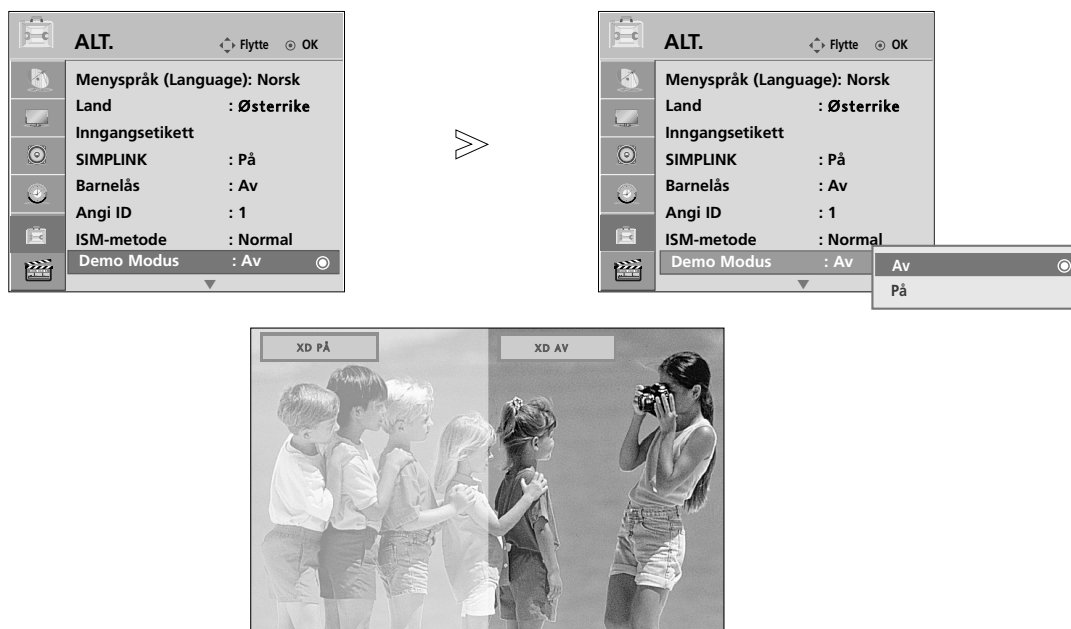 ALT. Flytte OK
Menyspråk (Language): Norsk
Land : Østerrike
Inngangsetikett
SIMPLINK : På
Barnelås : Av
Angi ID : 1
ISM-metode : Normal
Demo Modus : Av
ALT. Flytte OK
Menyspråk (Language): Norsk
Land : Østerrike
Inngangsetikett
SIMPLINK : På
Barnelås : Av
Angi ID : 1
ISM-metode : Normal
Demo Modus : Av
Av
På
XD PÅ XD AV